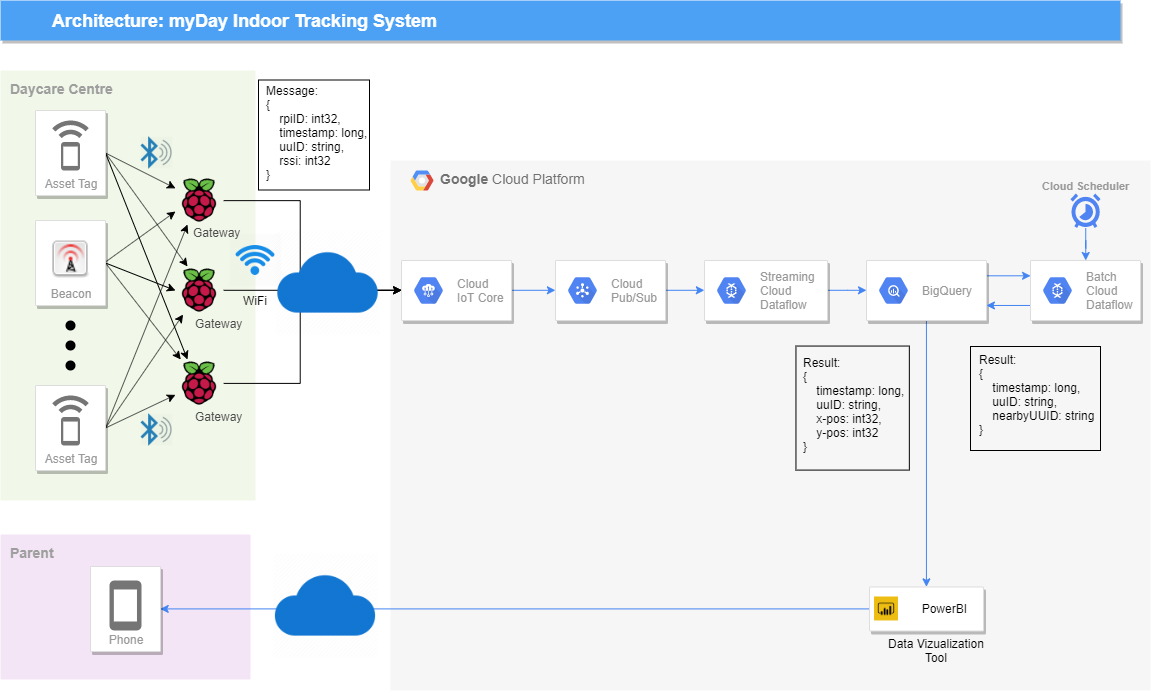 Architecture: myDay Indoor Tracking System
Daycare Centre
Asset Tag
Beacon
Asset Tag
Gateway
Gateway
Gateway
WiFi
Message:
{
rpiID: int32,
timestamp: long,
uuID: string,
rssi: int32
}
Google Cloud Platform
Cloud Scheduler
Cloud
IoT Core
Cloud
Pub/Sub
Streaming
Cloud
Dataflow
BigQuery
Batch
Cloud
Dataflow
Result:
{
timestamp: long,
uuID: string,
x-pos: int32,
y-pos: int32
}
Result:
{
timestamp: long,
uuID: string,
nearbyUUID: string
}
Parent
Phone
PowerBI
Data Vizualization
Tool